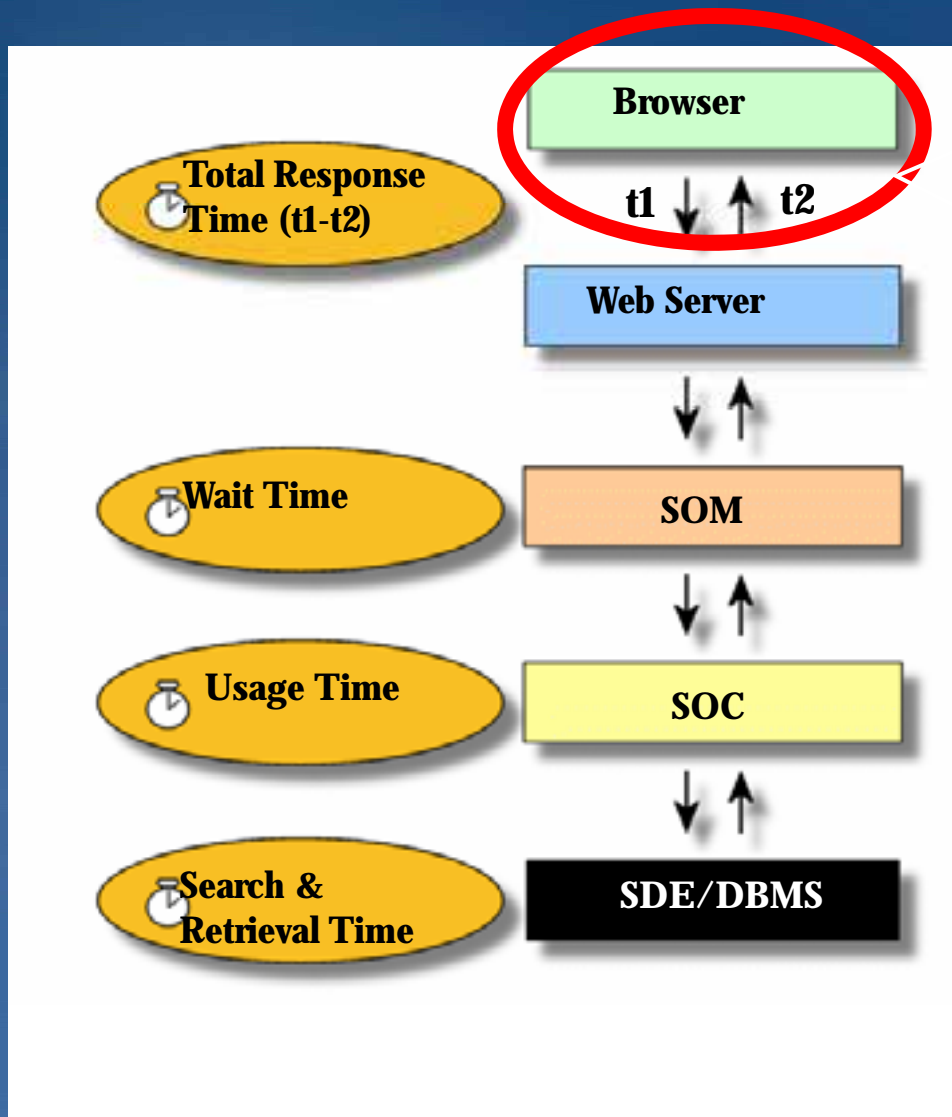 Browser
Total Response
Time (t1-t2)
t1
t2
Web Server
Wait Time
SOM
Usage Time
SOC
Search &
Retrieval Time
SDE/DBMS